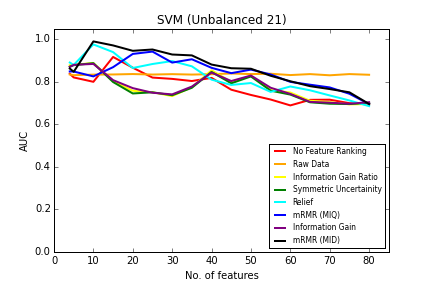 SVM (Unbalanced 21)
AUC
1.0
0.8
0.6
0.4
0.2
0.0
0 10 20 30 40 50 60 70 80
No. of features
No Feature Ranking
Raw Data
Information Gain Ratio
Symmetric Uncertainity
Relief
mRMR (MIQ)
Information Gain
mRMR (MID)